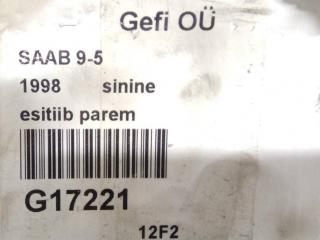 Gefi OÜ
SAAB 9-5
1998 sinine
esitiib parem
G17221
12F2